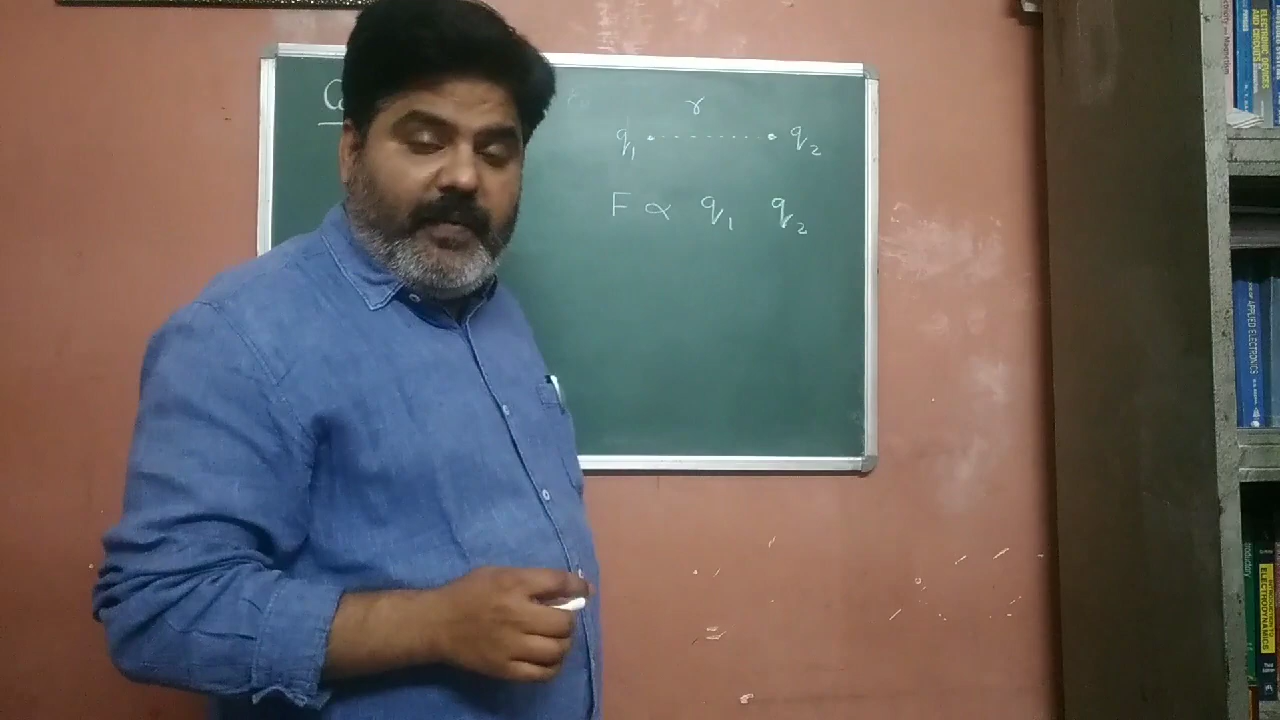 r
q₁ . - - - - - - - . q₂
F ∝ q₁ q₂
ELECTRONIC DEVICES
AND CIRCUITS
APPLIED ELECTRONICS
ELECTRODYNAMICS